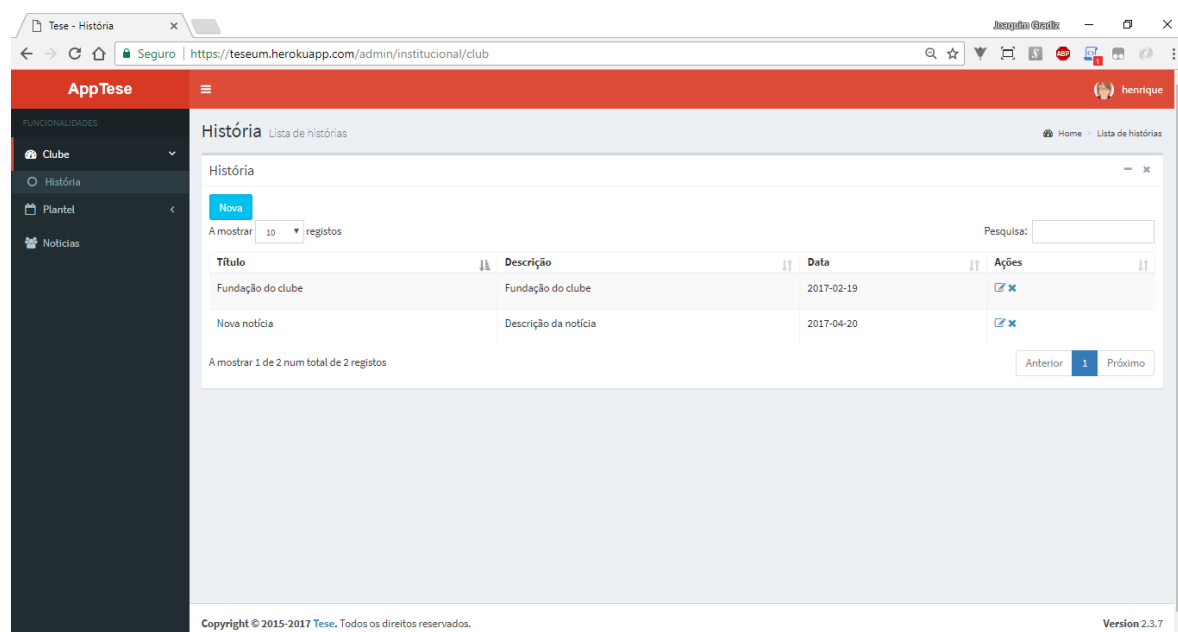 Tese - História
Joaquim Gradiz
Seguro | https://teseum.herokuapp.com/admin/institucional/club
ABP
1
AppTese
henrique
FUNCIONALIDADES
Clube
História
Plantel
Noticias
História Lista de histórias
Home > Lista de histórias
História
Nova
A mostrar 10 registos
Pesquisa:
Título Descrição Data Ações
Fundação do clube Fundação do clube 2017-02-19
Nova notícia Descrição da notícia 2017-04-20
A mostrar 1 de 2 num total de 2 registos
Anterior 1 Próximo
Copyright © 2015-2017 Tese. Todos os direitos reservados.
Version 2.3.7